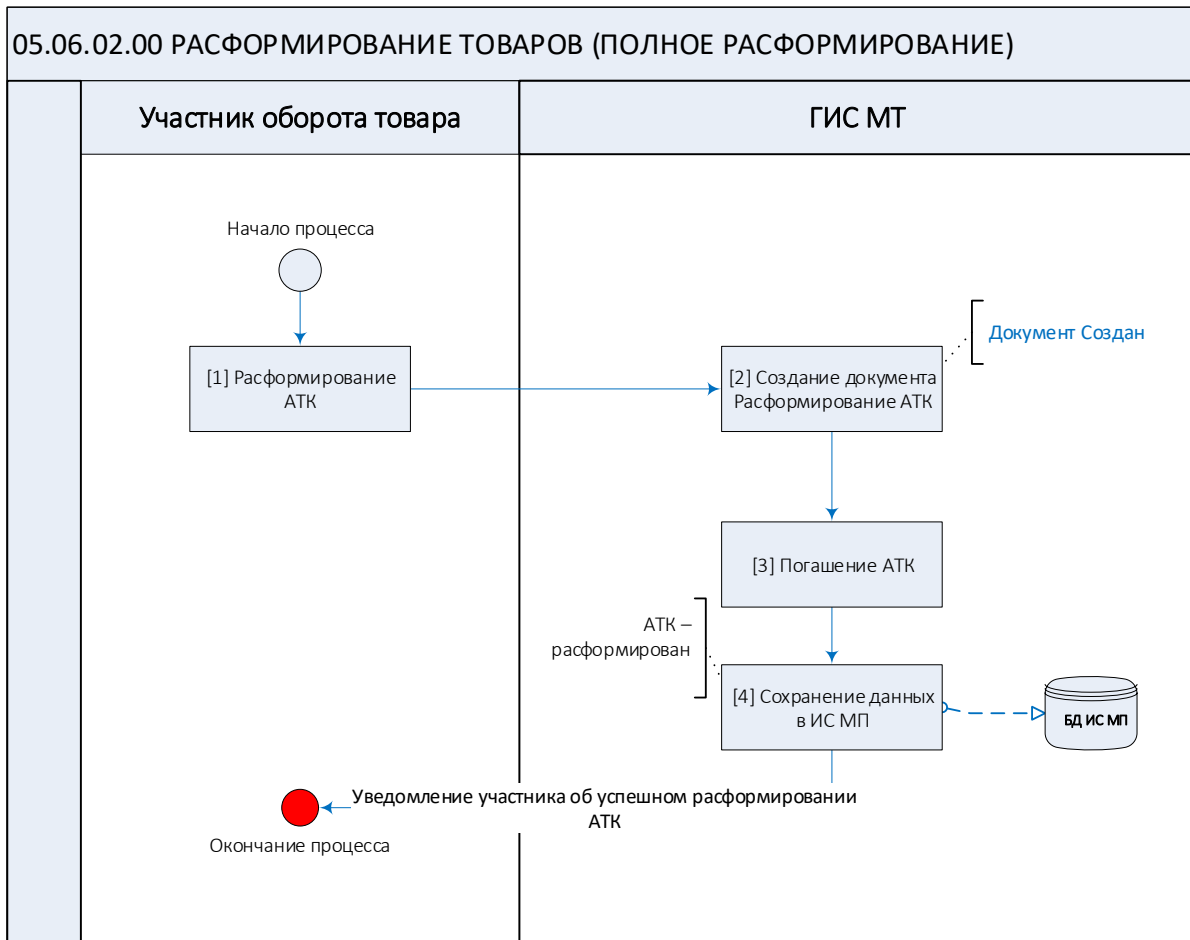 05.06.02.00 РАСФОРМИРОВАНИЕ ТОВАРОВ (ПОЛНОЕ РАСФОРМИРОВАНИЕ)
Участник оборота товара
ГИС МТ
Начало процесса
Документ Создан
[1] Расформирование
АТК
[2] Создание документа
Расформирование АТК
[3] Погашение АТК
АТК –
расформирован
[4] Сохранение данных
в ИС МП
БД ИС МП
Уведомление участника об успешном расформировании
АТК
Окончание процесса